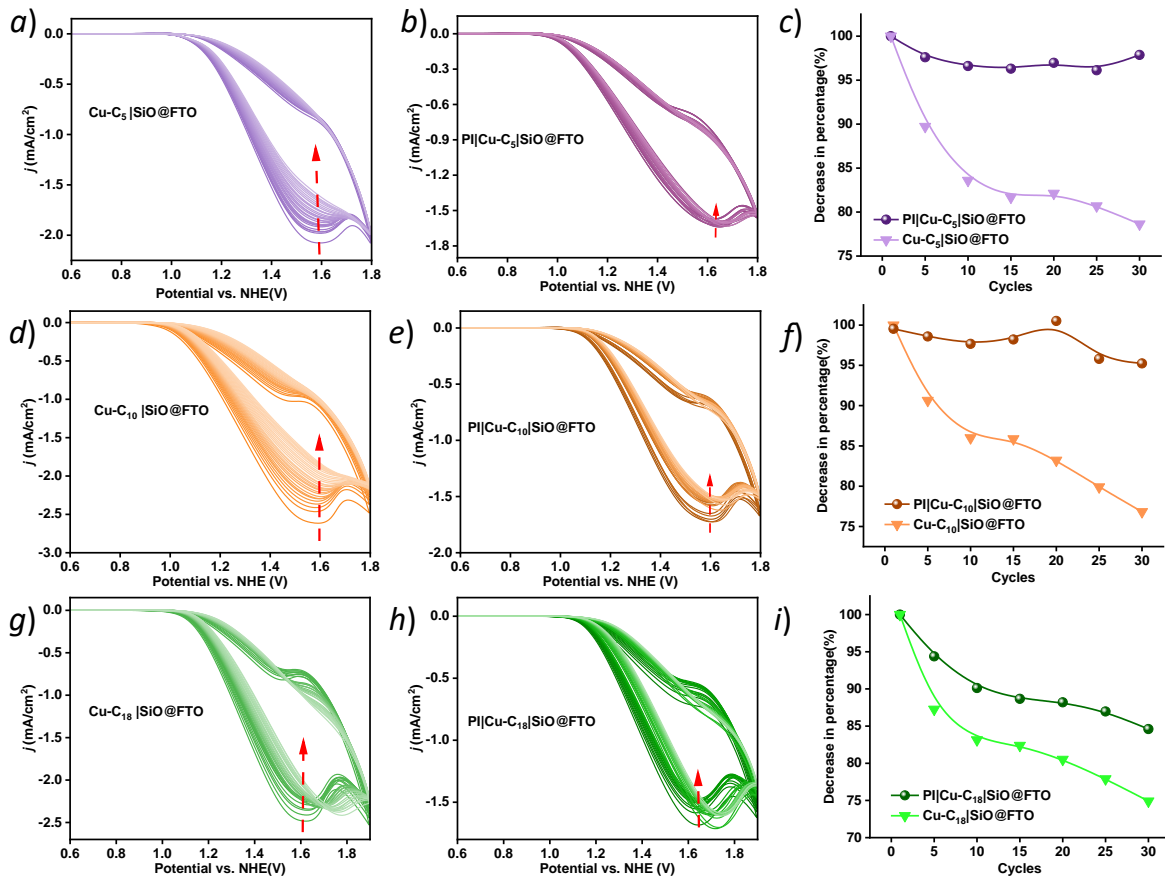 a)
j (mA/cm²)
0.0
-0.5
-1.0
-1.5
-2.0
Cu-C₅ |SiO@FTO
0.6 0.8 1.0 1.2 1.4 1.6 1.8
Potential vs. NHE(V)
b)
j (mA/cm²)
0.0
-0.3
-0.6
-0.9
-1.2
-1.5
-1.8
PI|Cu-C₅|SiO@FTO
0.6 0.8 1.0 1.2 1.4 1.6 1.8
Potential vs. NHE (V)
c)
Decrease in percentage(%)
100
95
90
85
80
75
PI|Cu-C₅|SiO@FTO
Cu-C₅|SiO@FTO
0 5 10 15 20 25 30
Cycles
d)
j (mA/cm²)
0.0
-0.5
-1.0
-1.5
-2.0
-2.5
-3.0
Cu-C₁₀ |SiO@FTO
0.6 0.8 1.0 1.2 1.4 1.6 1.8
Potential vs. NHE (V)
e)
j (mA/cm²)
0.0
-0.5
-1.0
-1.5
-2.0
PI|Cu-C₁₀|SiO@FTO
0.6 0.8 1.0 1.2 1.4 1.6 1.8
Potential vs. NHE (V)
f)
Decrease in percentage(%)
100
95
90
85
80
75
PI|Cu-C₁₀|SiO@FTO
Cu-C₁₀|SiO@FTO
0 5 10 15 20 25 30
Cycles
g)
j (mA/cm²)
0.0
-0.5
-1.0
-1.5
-2.0
-2.5
Cu-C₁₈ |SiO@FTO
0.6 0.8 1.0 1.2 1.4 1.6 1.8
Potential vs. NHE(V)
h)
j (mA/cm²)
0.0
-0.5
-1.0
-1.5
PI|Cu-C₁₈|SiO@FTO
0.6 0.8 1.0 1.2 1.4 1.6 1.8
Potential vs. NHE (V)
i)
Decrease in percentage(%)
100
95
90
85
80
75
70
PI|Cu-C₁₈|SiO@FTO
Cu-C₁₈|SiO@FTO
0 5 10 15 20 25 30
Cycles